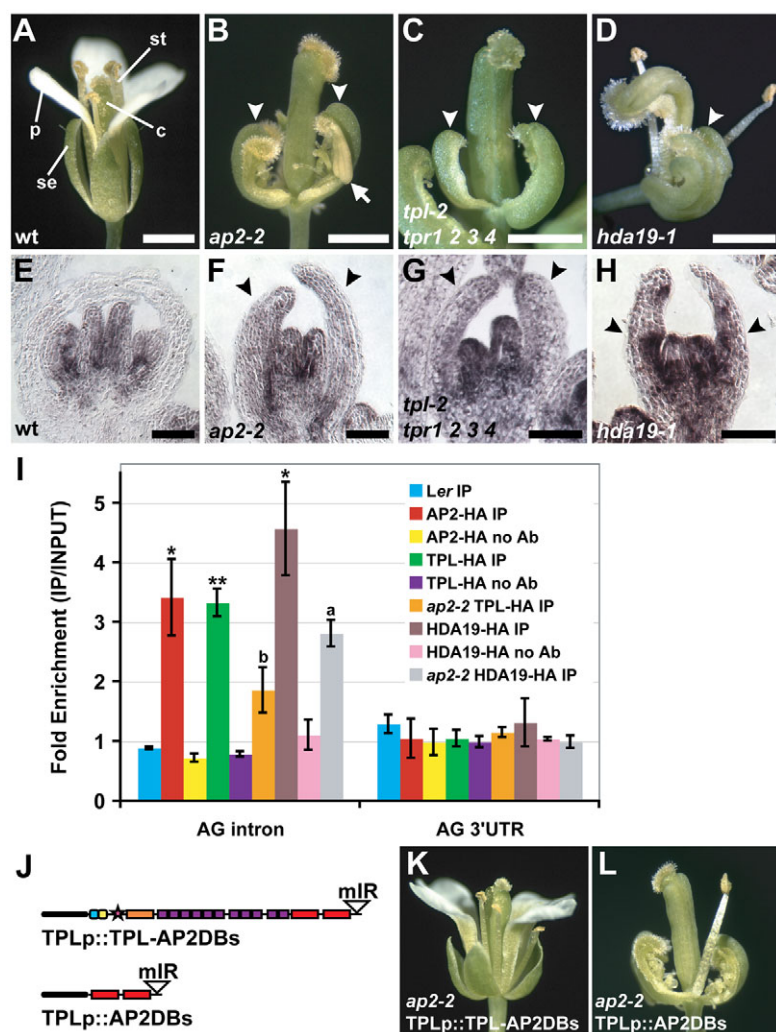 A
st
p
c
se
wt
B
ap2-2
C
tpl-2
tpr1 2 3 4
D
hda19-1
E
wt
F
ap2-2
G
tpl-2
tpr1 2 3 4
H
hda19-1
I
Fold Enrichment (IP/INPUT)
5
4
3
2
1
0
*
**
b
*
a
Ler IP
AP2-HA IP
AP2-HA no Ab
TPL-HA IP
TPL-HA no Ab
ap2-2 TPL-HA IP
HDA19-HA IP
HDA19-HA no Ab
ap2-2 HDA19-HA IP
AG intron
AG 3'UTR
J
mIR
TPLp::TPL-AP2DBs
mIR
TPLp::AP2DBs
K
ap2-2
TPLp::TPL-AP2DBs
L
ap2-2
TPLp::AP2DBs